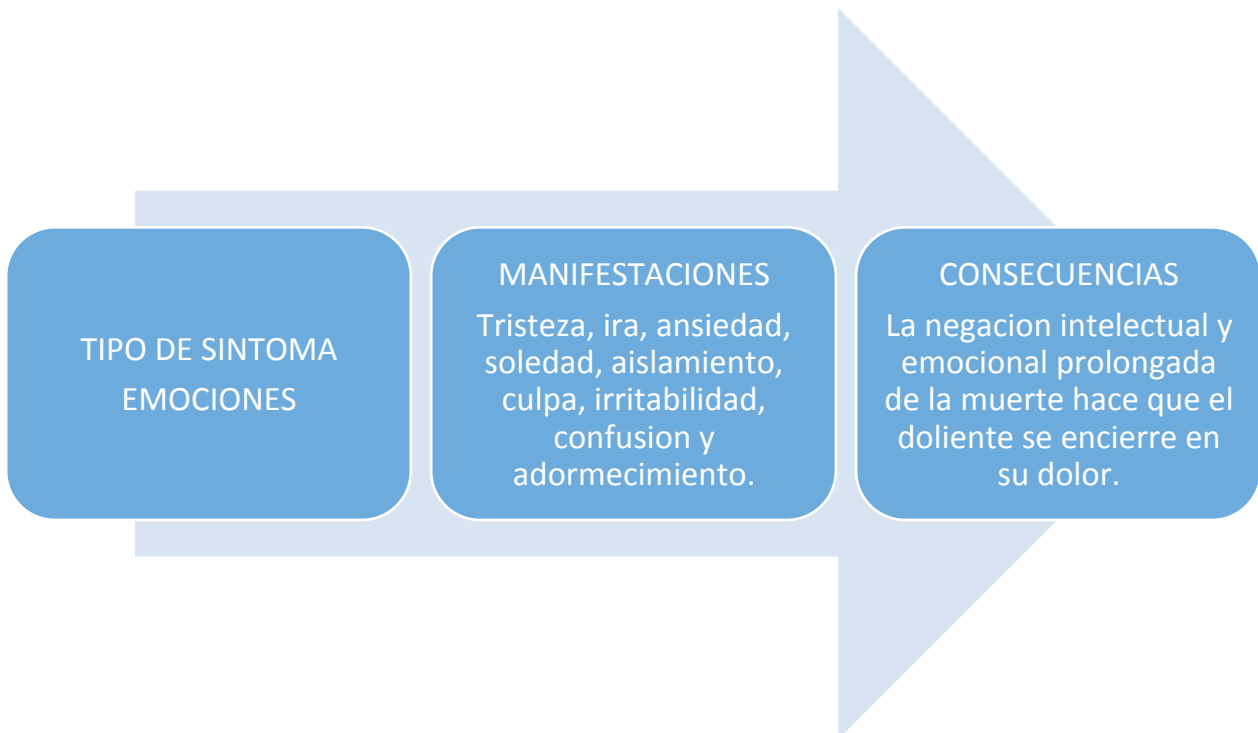 TIPO DE SINTOMA
EMOCIONES
MANIFESTACIONES
Tristeza, ira, ansiedad,
soledad, aislamiento,
culpa, irritabilidad,
confusion y
adormecimiento.
CONSECUENCIAS
La negacion intelectual y
emocional prolongada
de la muerte hace que el
doliente se encierre en
su dolor.